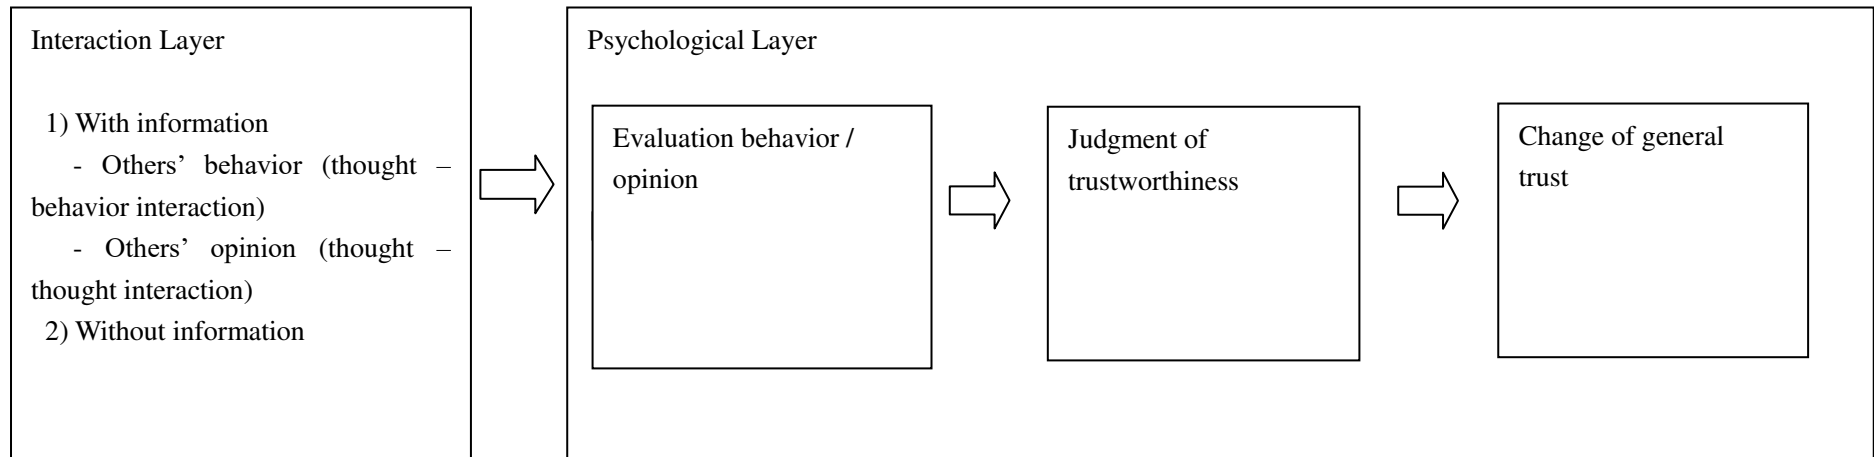 Interaction Layer
1) With information
- Others’ behavior (thought –
behavior interaction)
- Others’ opinion (thought –
thought interaction)
2) Without information
Psychological Layer
Evaluation behavior /
opinion
Judgment of
trustworthiness
Change of general
trust